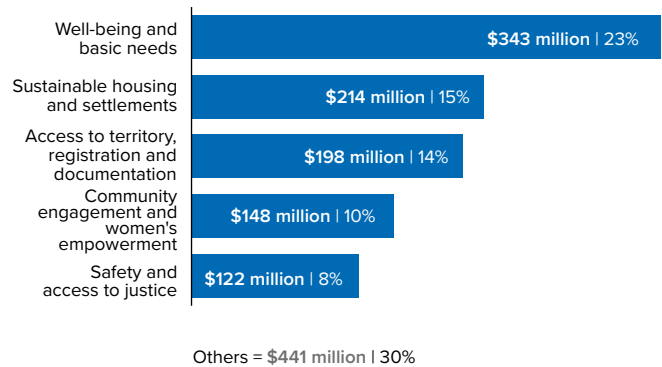 Well-being and
basic needs
$343 million | 23%
Sustainable housing
and settlements
$214 million | 15%
Access to territory,
registration and
documentation
$198 million | 14%
Community
engagement and
women's
empowerment
$148 million | 10%
Safety and
access to justice
$122 million | 8%
Others = $441 million | 30%